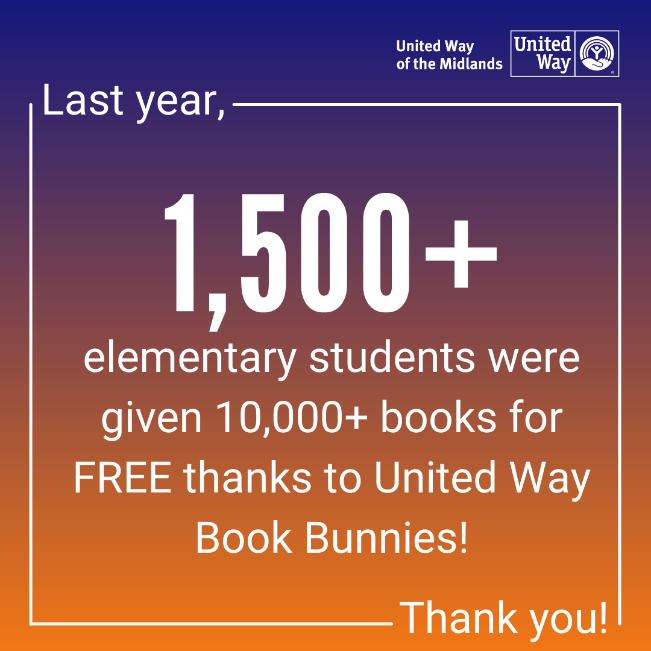 United Way
of the Midlands
United
Way
Last year,
1,500+
elementary students were
given 10,000+ books for
FREE thanks to United Way
Book Bunnies!
Thank you!